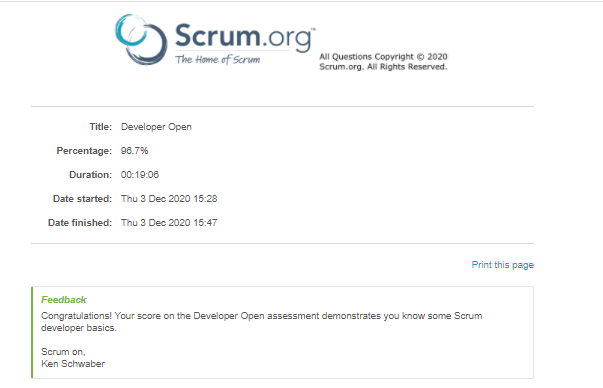 Scrum.org™
The Home of Scrum
All Questions Copyright © 2020
Scrum.org. All Rights Reserved.
Title: Developer Open
Percentage: 96.7%
Duration: 00:19:06
Date started: Thu 3 Dec 2020 15:28
Date finished: Thu 3 Dec 2020 15:47
Print this page
Feedback
Congratulations! Your score on the Developer Open assessment demonstrates you know some Scrum
developer basics.
Scrum on,
Ken Schwaber